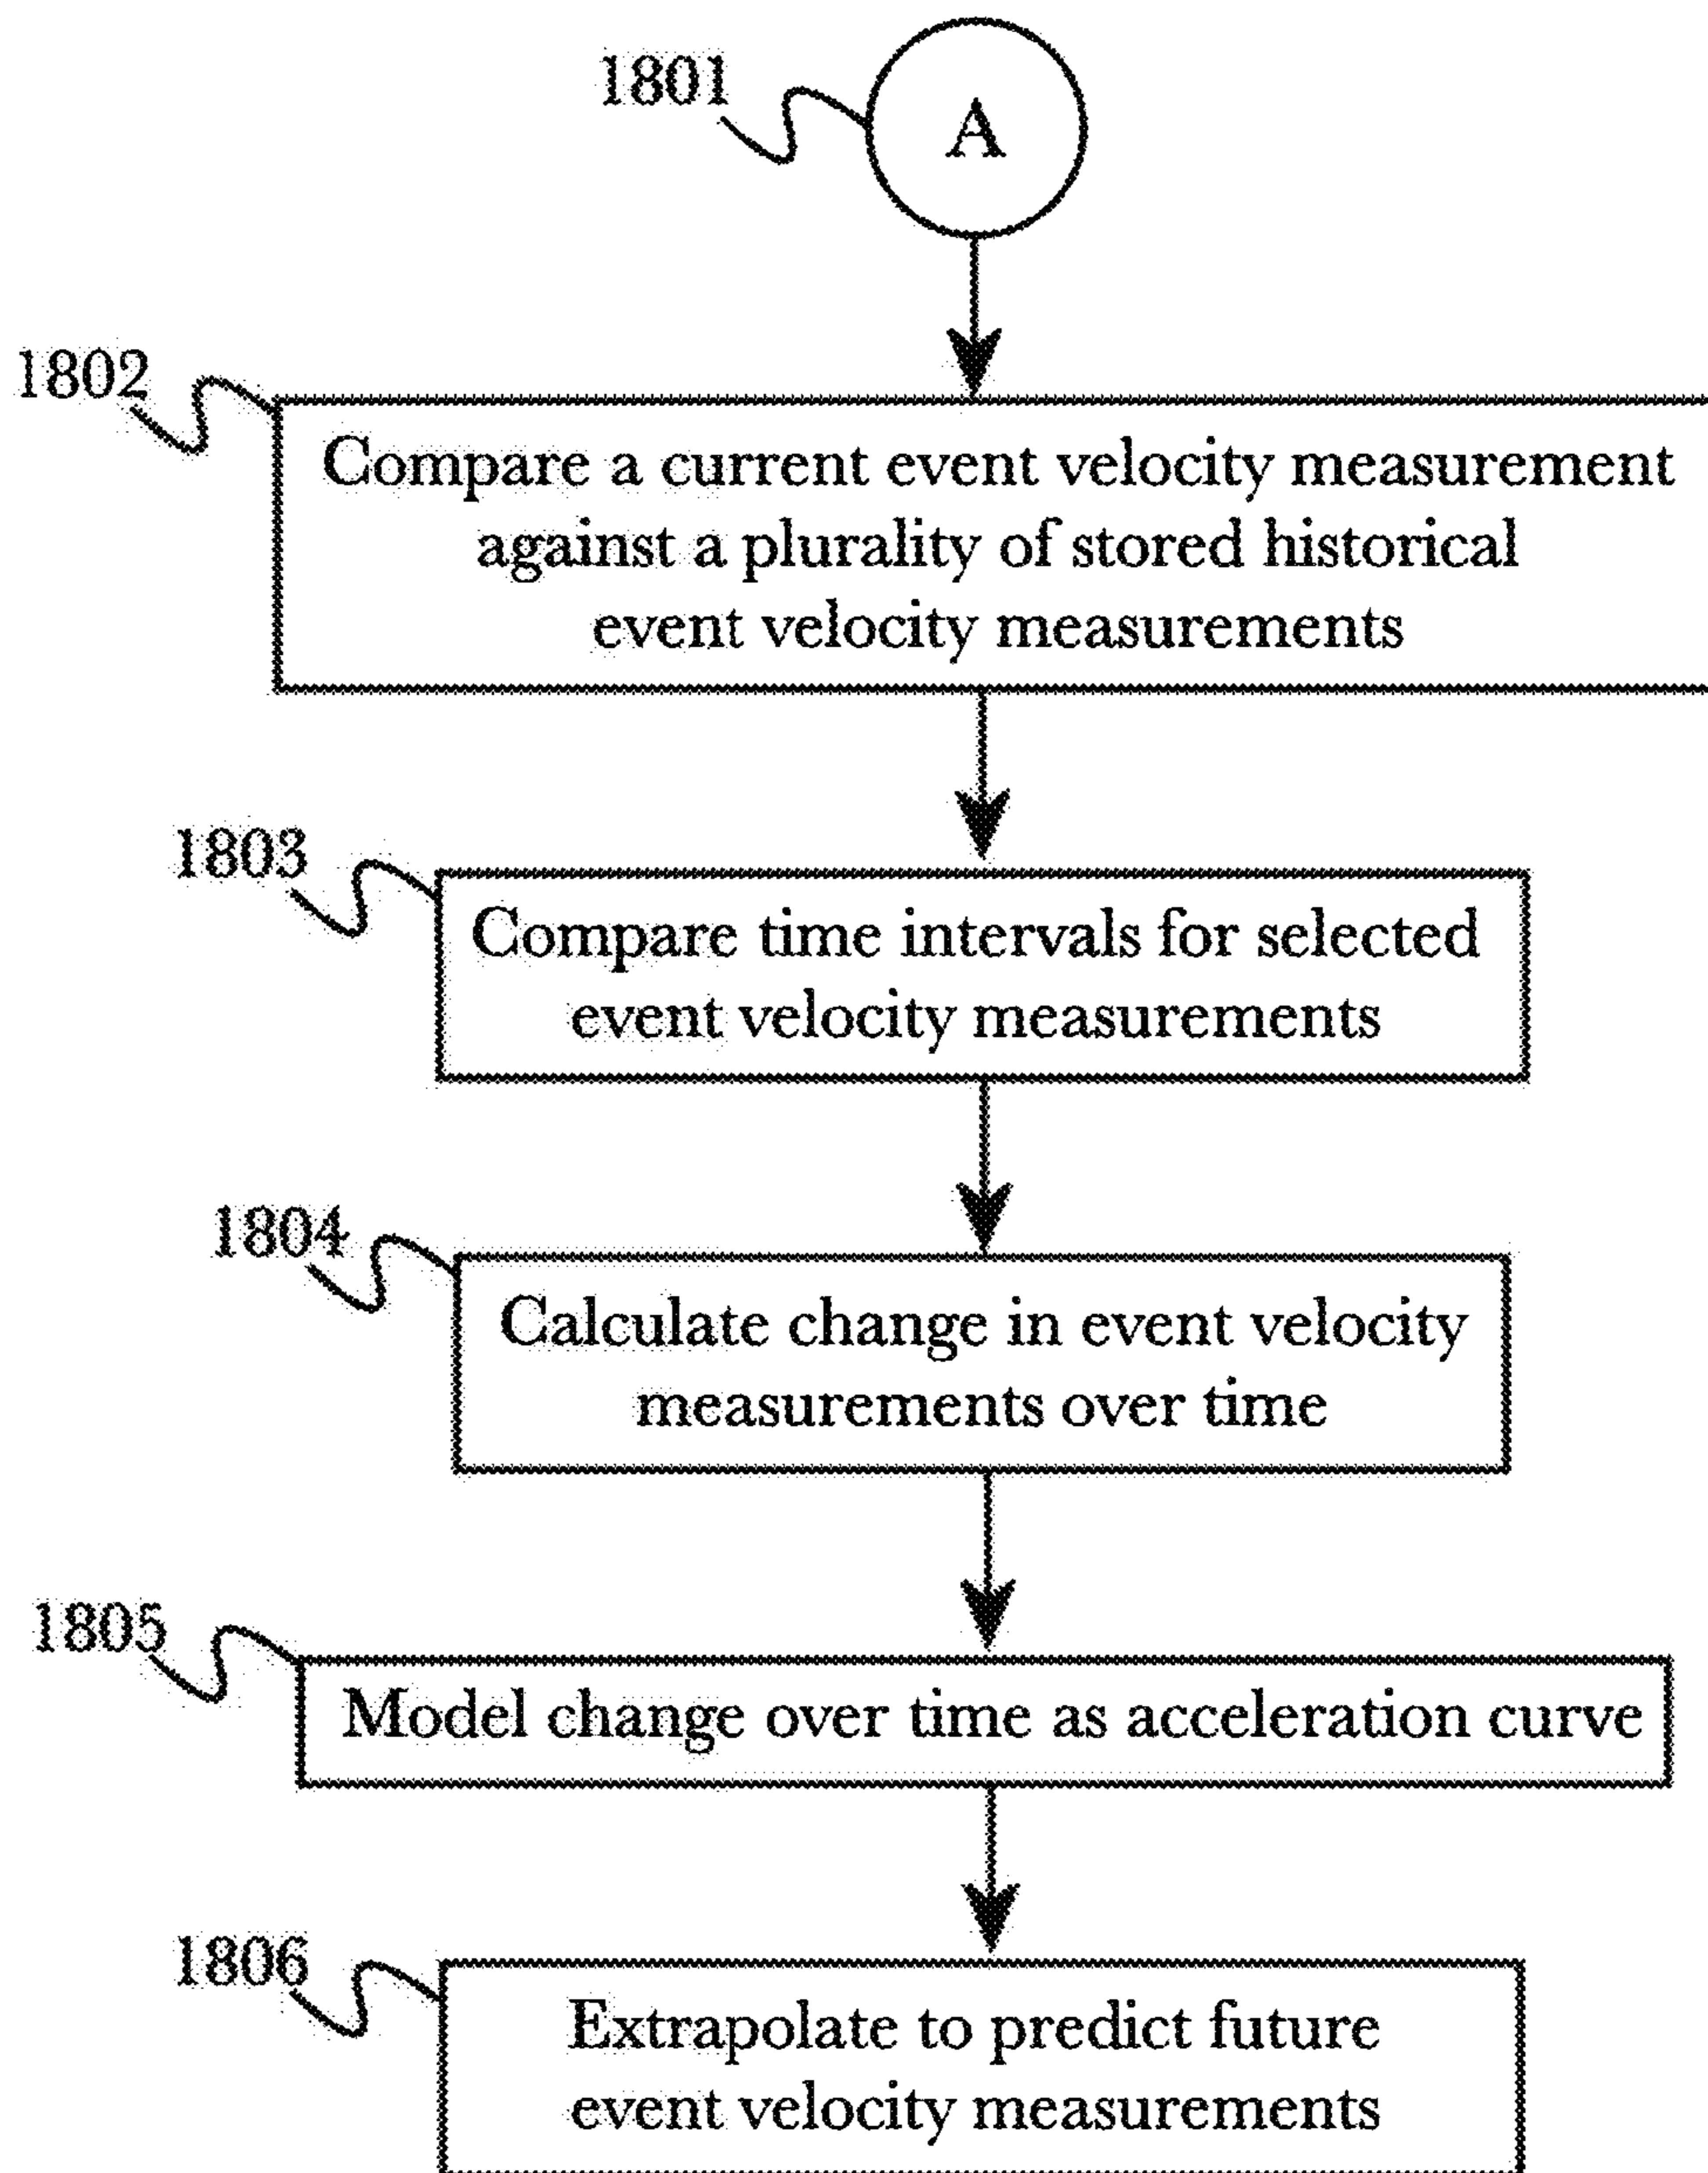 1801
A
1802
Compare a current event velocity measurement
against a plurality of stored historical
event velocity measurements
1803
Compare time intervals for selected
event velocity measurements
1804
Calculate change in event velocity
measurements over time
1805
Model change over time as acceleration curve
1806
Extrapolate to predict future
event velocity measurements